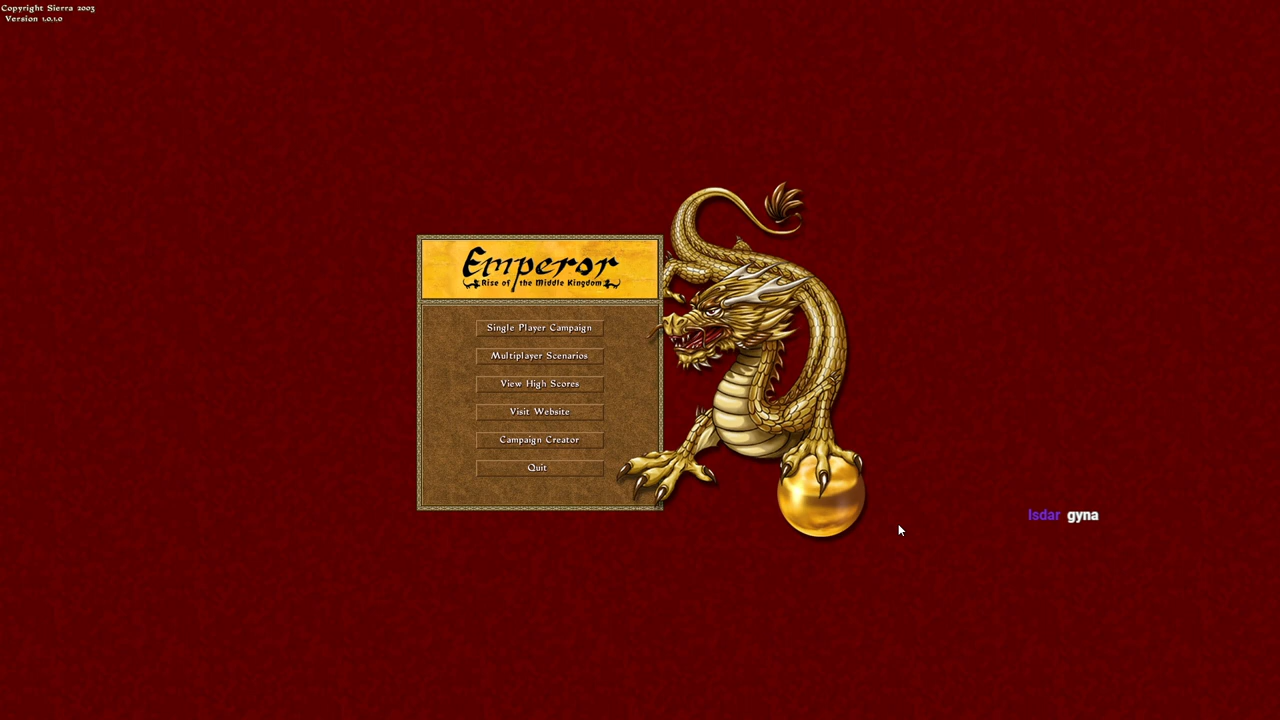 Copyright Sierra 2003
Version 1.0.1.0
Emperor
Rise of the Middle Kingdom
Single Player Campaign
Multiplayer Scenarios
View High Scores
Visit Website
Campaign Creator
Quit
lsdar gyna